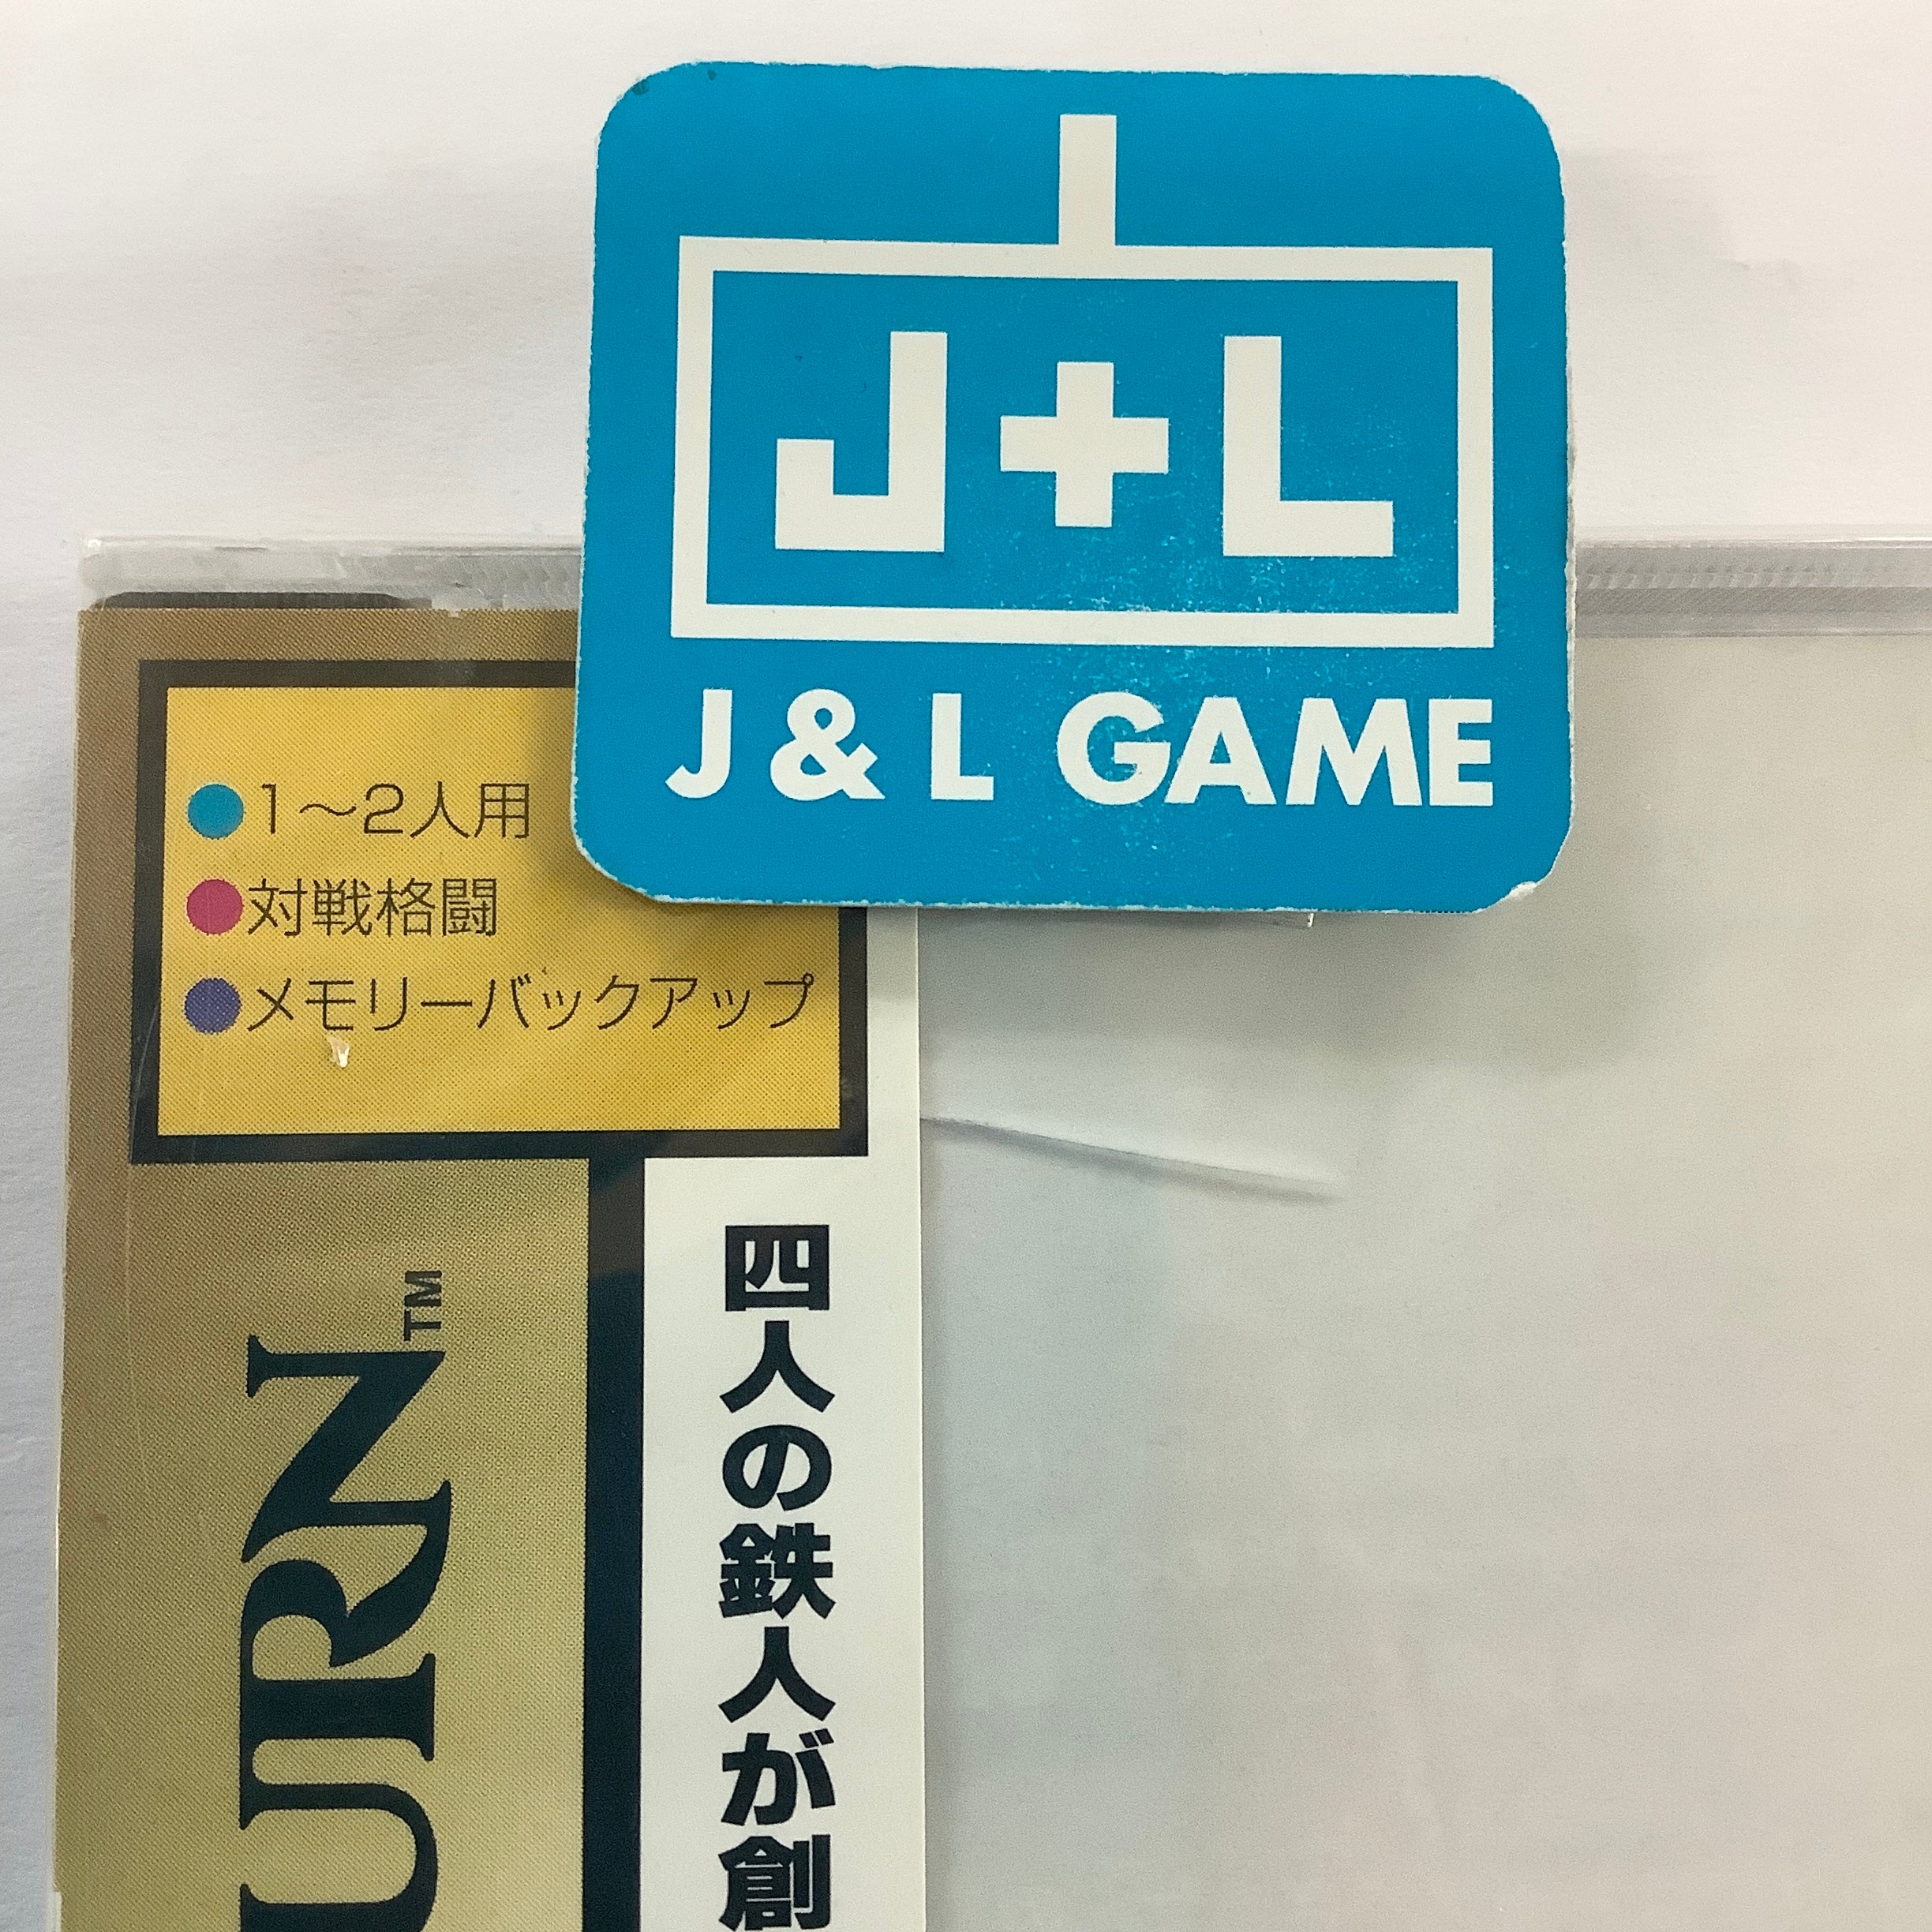 J+L
J & L GAME
1～2人用
対戦格闘
メモリーバックアップ
URN™
四人の鉄人が創